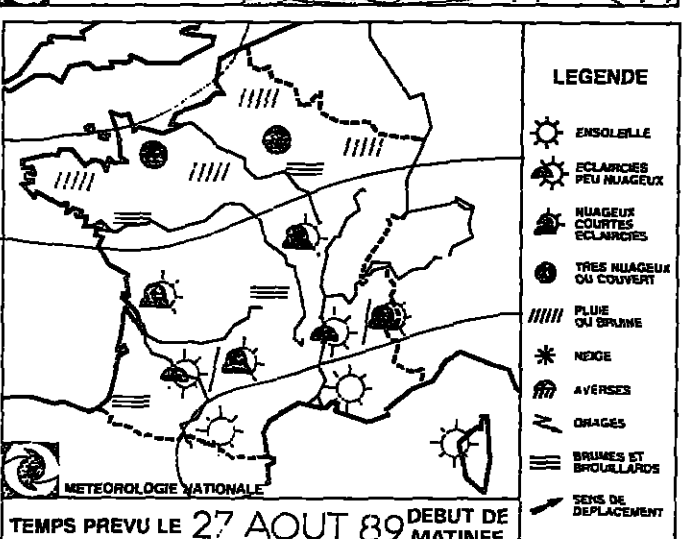 LEGENDE
ENSOLEILLE
ECLAIRCIES
PEU NUAGEUX
NUAGEUX
COURTES
ECLAIRCIES
TRES NUAGEUX
OU COUVERT
PLUIE
OU BRUINE
NEIGE
AVERSES
ORAGES
BRUMES ET
BROUILLARDS
SENS DE
DEPLACEMENT
METEOROLOGIE NATIONALE
TEMPS PREVU LE 27 AOUT 89 DEBUT DE
MATINEE